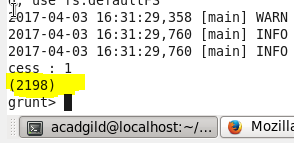 n, use fs.defaultFS
2017-04-03 16:31:29,358 [main] WARN
2017-04-03 16:31:29,760 [main] INFO
2017-04-03 16:31:29,760 [main] INFO
cess : 1
(2198)
grunt>
acadgild@localhost:~/...
Mozilla